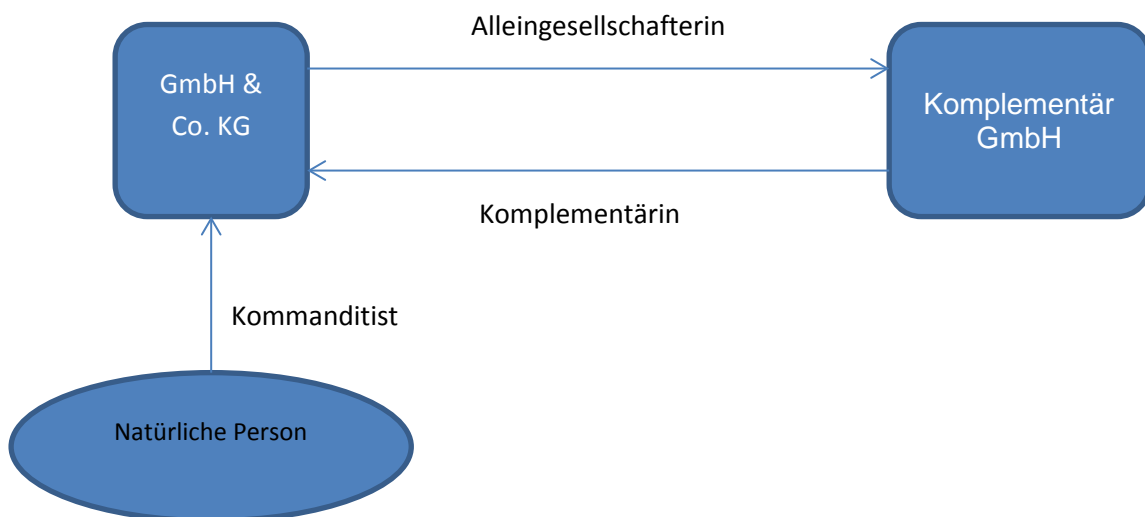 Alleingesellschafterin
GmbH &
Co. KG
Komplementär
GmbH
Komplementärin
Kommanditist
Natürliche Person